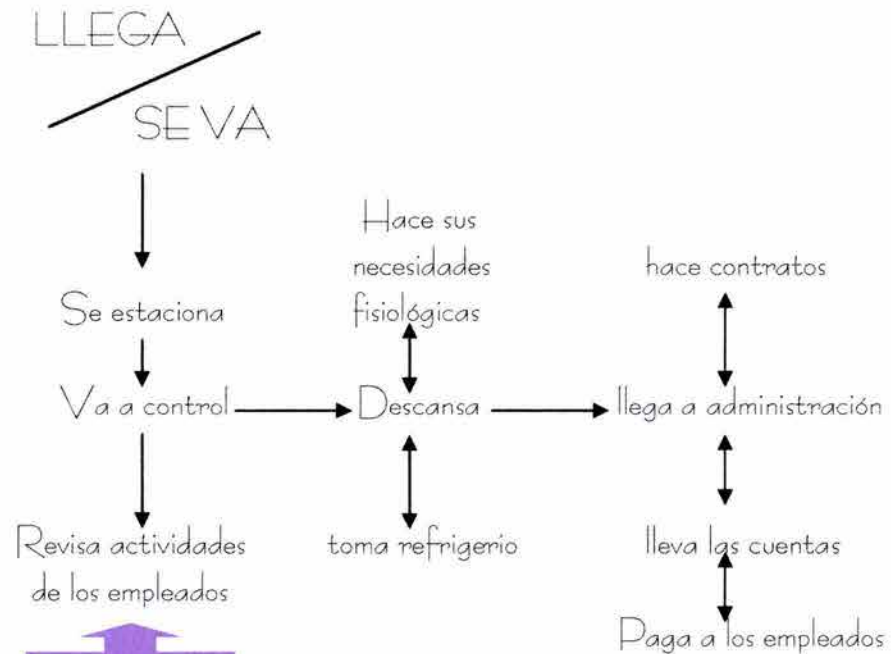 LLEGA
SE VA
Hace sus
necesidades
fisiológicas
hace contratos
Se estaciona
Va a control
Descansa
llega a administración
Revisa actividades
de los empleados
toma refrigerio
lleva las cuentas
Paga a los empleados